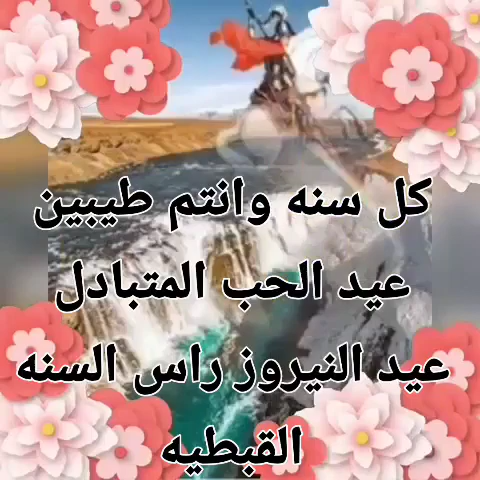 كل سنه وانتم طيبين
عيد الحب المتبادل
عيد النيروز راس السنه
القبطيه